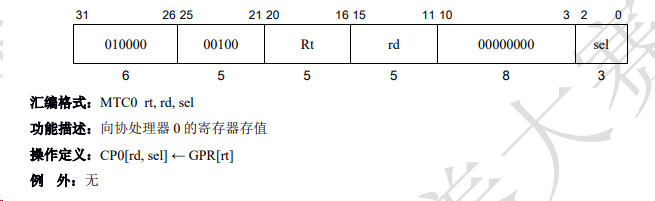 31 26 25 21 20 16 15 11 10 3 2 0
010000 00100 Rt rd 00000000 sel
6 5 5 5 8 3
汇编格式：MTC0 rt, rd, sel
功能描述：向协处理器 0 的寄存器存值
操作定义：CP0[rd, sel] ← GPR[rt]
例 外：无
大赛